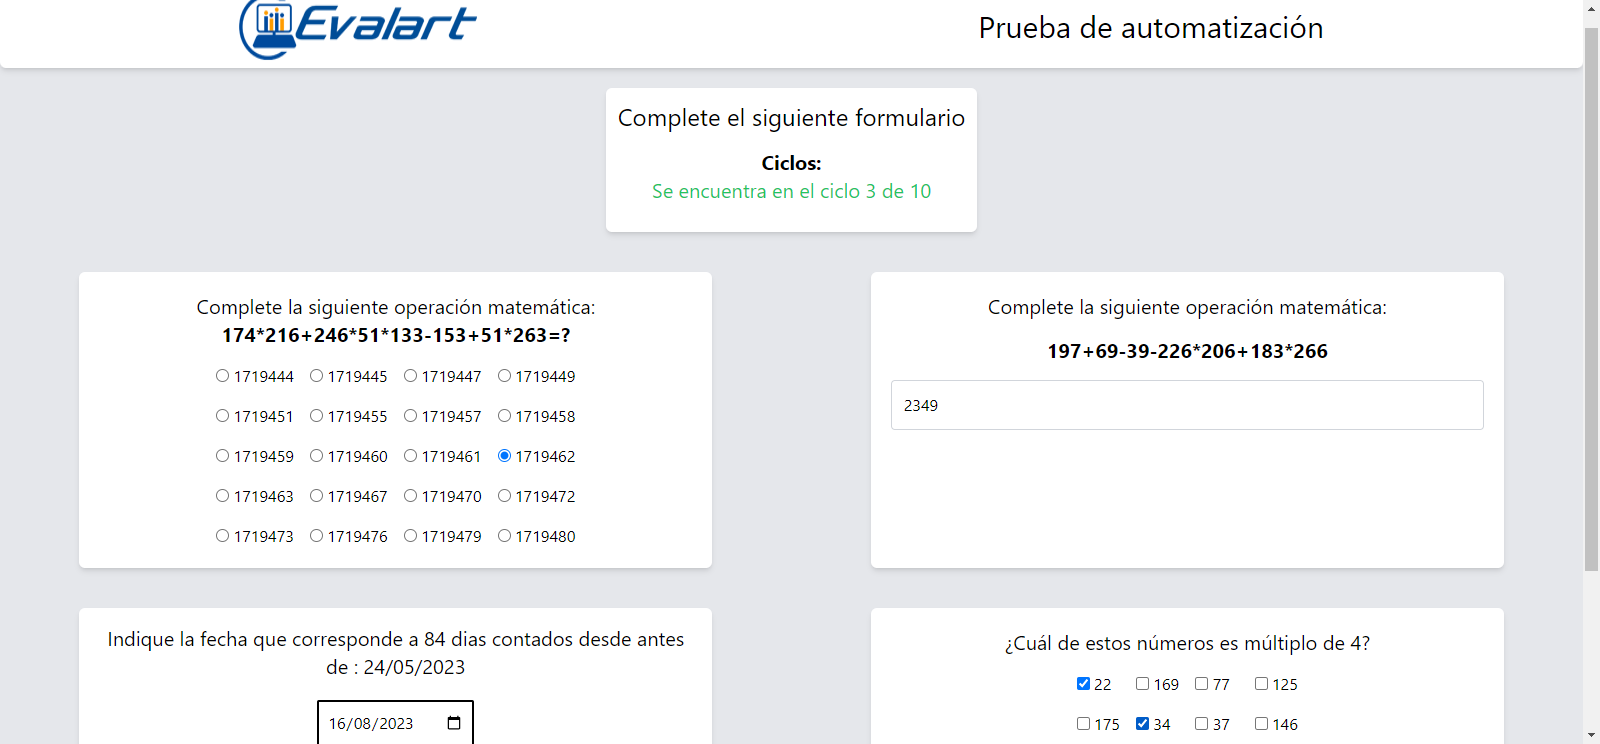 Evalart
Prueba de automatización
Complete el siguiente formulario
Ciclos:
Se encuentra en el ciclo 3 de 10
Complete la siguiente operación matemática:
174*216+246*51*133-153+51*263=?
1719444 1719445 1719447 1719449
1719451 1719455 1719457 1719458
1719459 1719460 1719461 1719462
1719463 1719467 1719470 1719472
1719473 1719476 1719479 1719480
Complete la siguiente operación matemática:
197+69-39-226*206+183*266
2349
Indique la fecha que corresponde a 84 dias contados desde antes
de : 24/05/2023
16/08/2023
¿Cuál de estos números es múltiplo de 4?
22 169 77 125
175 34 37 146